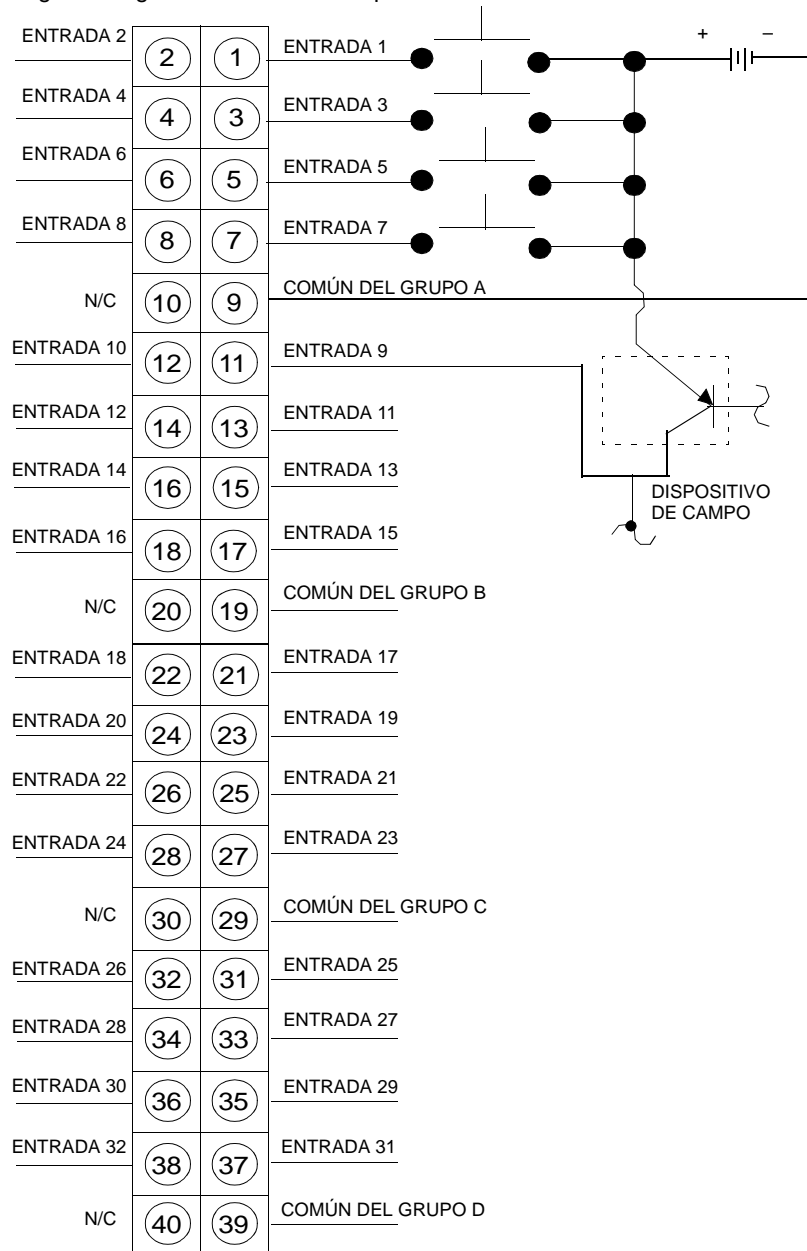 + –
ENTRADA 2 2 1 ENTRADA 1
ENTRADA 4 4 3 ENTRADA 3
ENTRADA 6 6 5 ENTRADA 5
ENTRADA 8 8 7 ENTRADA 7
N/C 10 9 COMÚN DEL GRUPO A
ENTRADA 10 12 11 ENTRADA 9
ENTRADA 12 14 13 ENTRADA 11
ENTRADA 14 16 15 ENTRADA 13
DISPOSITIVO
DE CAMPO
ENTRADA 16 18 17 ENTRADA 15
N/C 20 19 COMÚN DEL GRUPO B
ENTRADA 18 22 21 ENTRADA 17
ENTRADA 20 24 23 ENTRADA 19
ENTRADA 22 26 25 ENTRADA 21
ENTRADA 24 28 27 ENTRADA 23
N/C 30 29 COMÚN DEL GRUPO C
ENTRADA 26 32 31 ENTRADA 25
ENTRADA 28 34 33 ENTRADA 27
ENTRADA 30 36 35 ENTRADA 29
ENTRADA 32 38 37 ENTRADA 31
N/C 40 39 COMÚN DEL GRUPO D